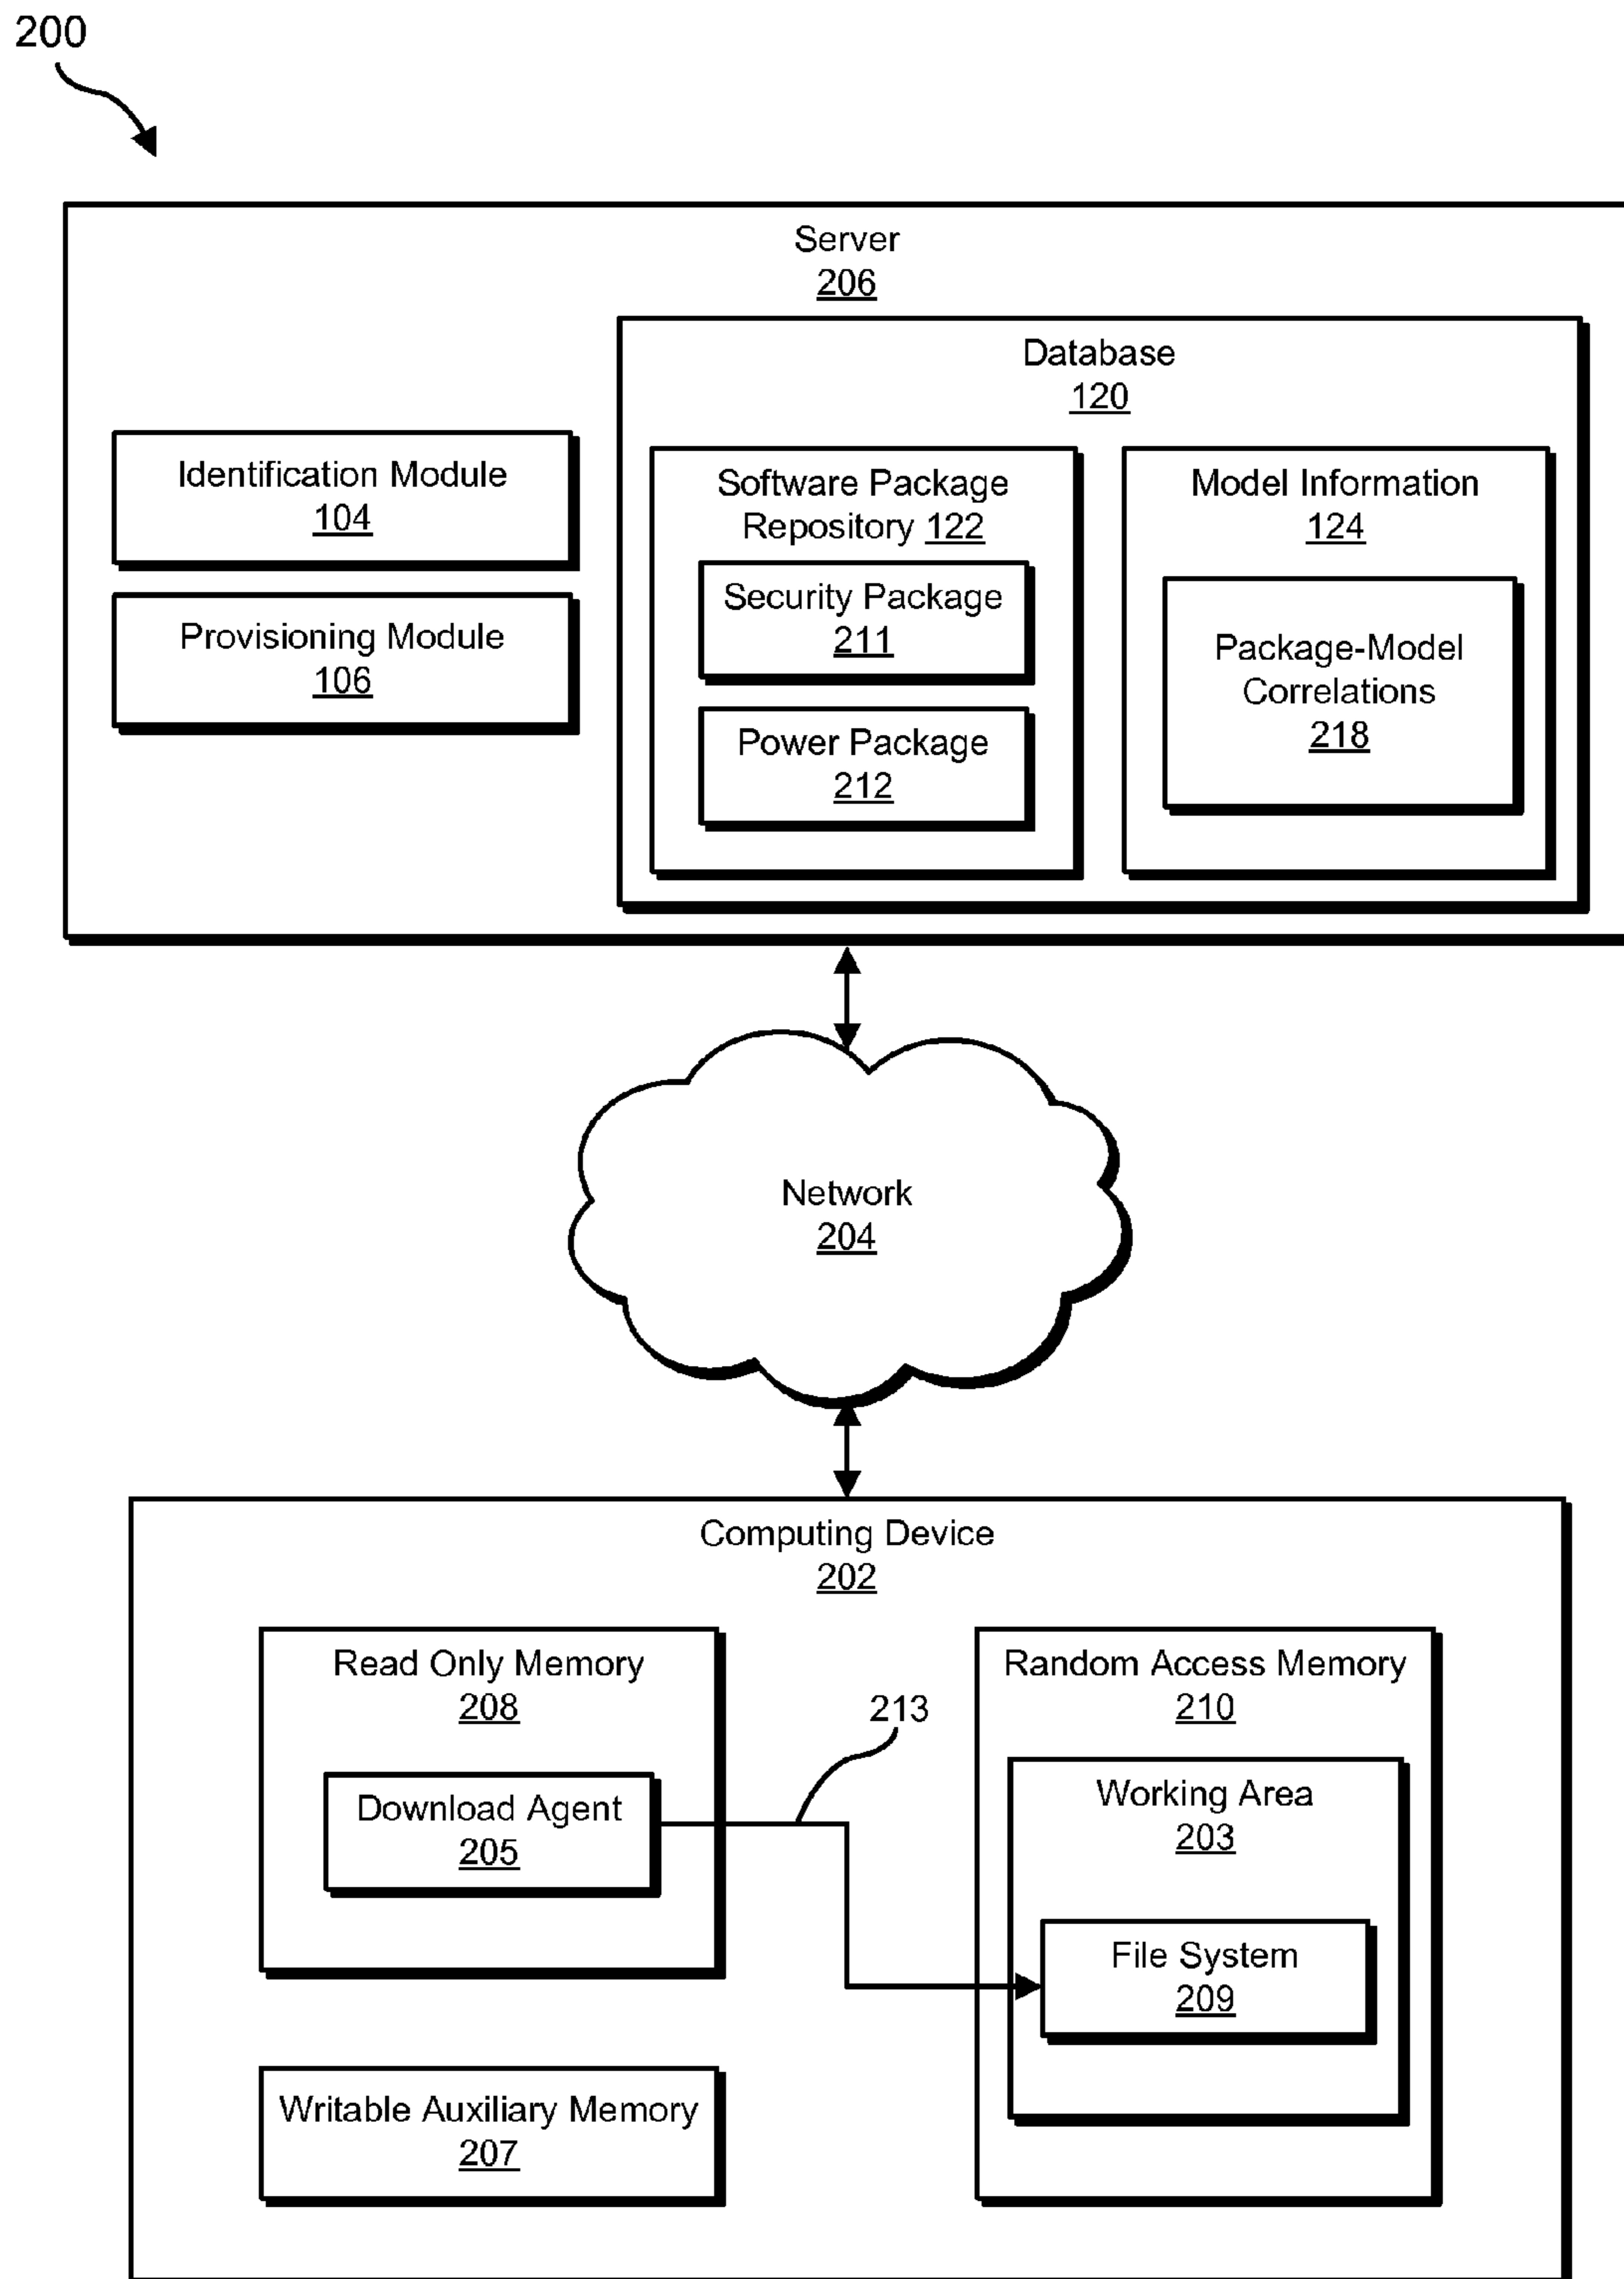 200
Server
206
Database
120
Identification Module
104
Provisioning Module
106
Software Package
Repository 122
Security Package
211
Power Package
212
Model Information
124
Package-Model
Correlations
218
Network
204
Computing Device
202
Read Only Memory
208
Download Agent
205
213
Random Access Memory
210
Working Area
203
File System
209
Writable Auxiliary Memory
207